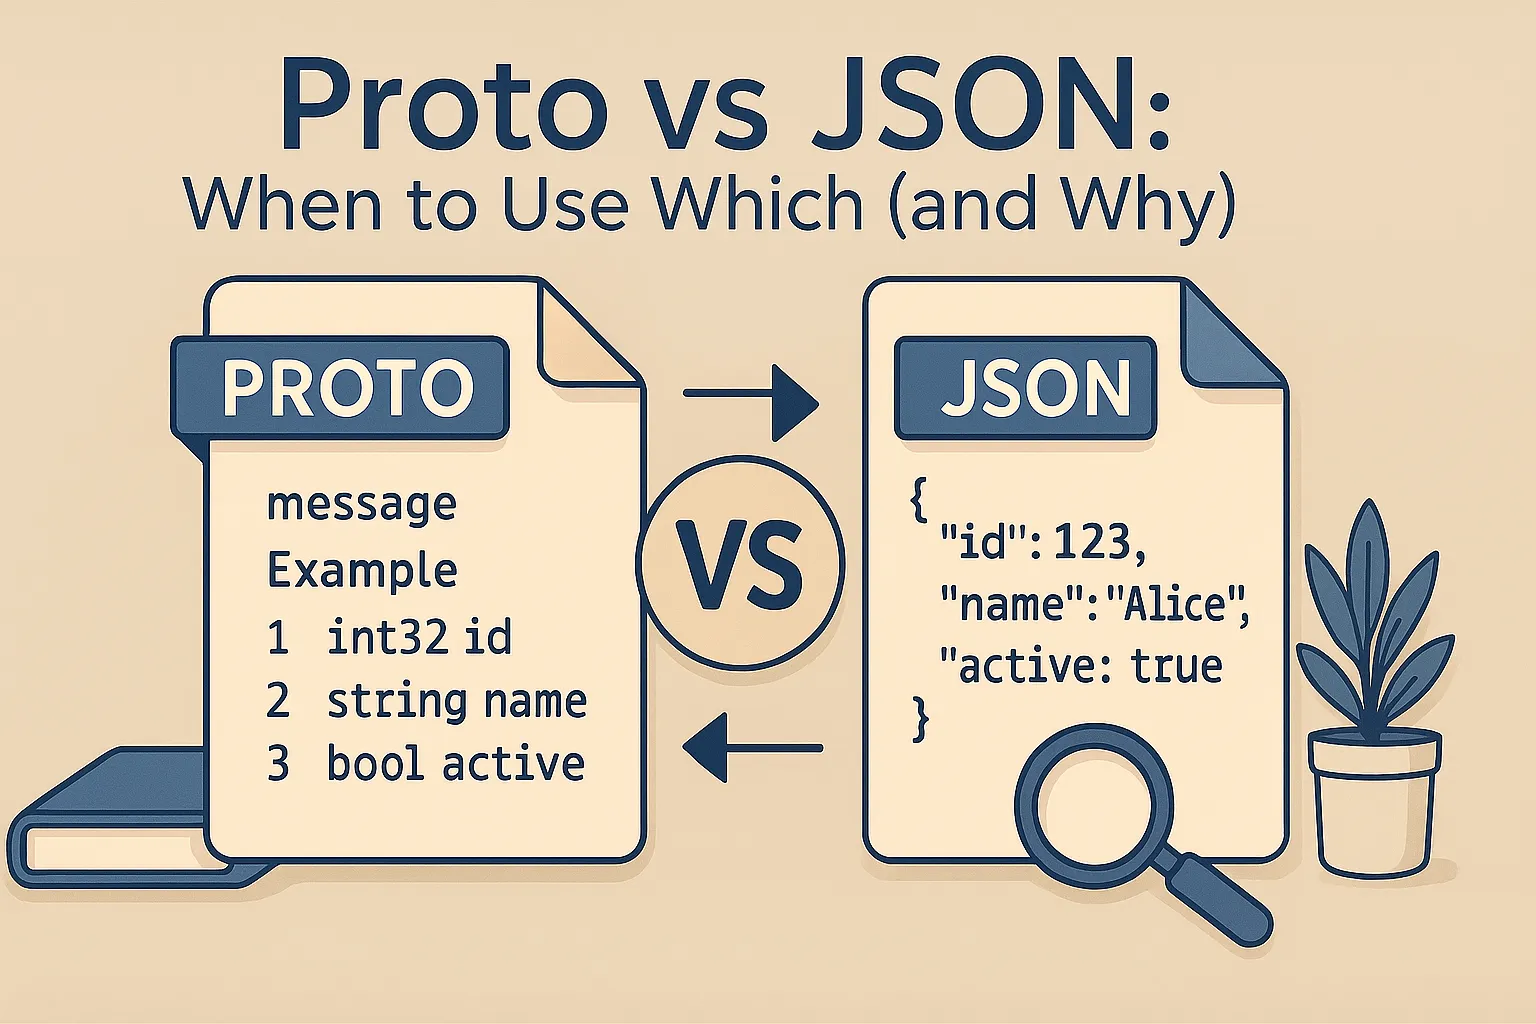 Proto vs JSON:
When to Use Which (and Why)
PROTO
message
Example
1 int32 id
2 string name
3 bool active
VS
JSON
{
"id": 123,
"name": "Alice",
"active: true
}